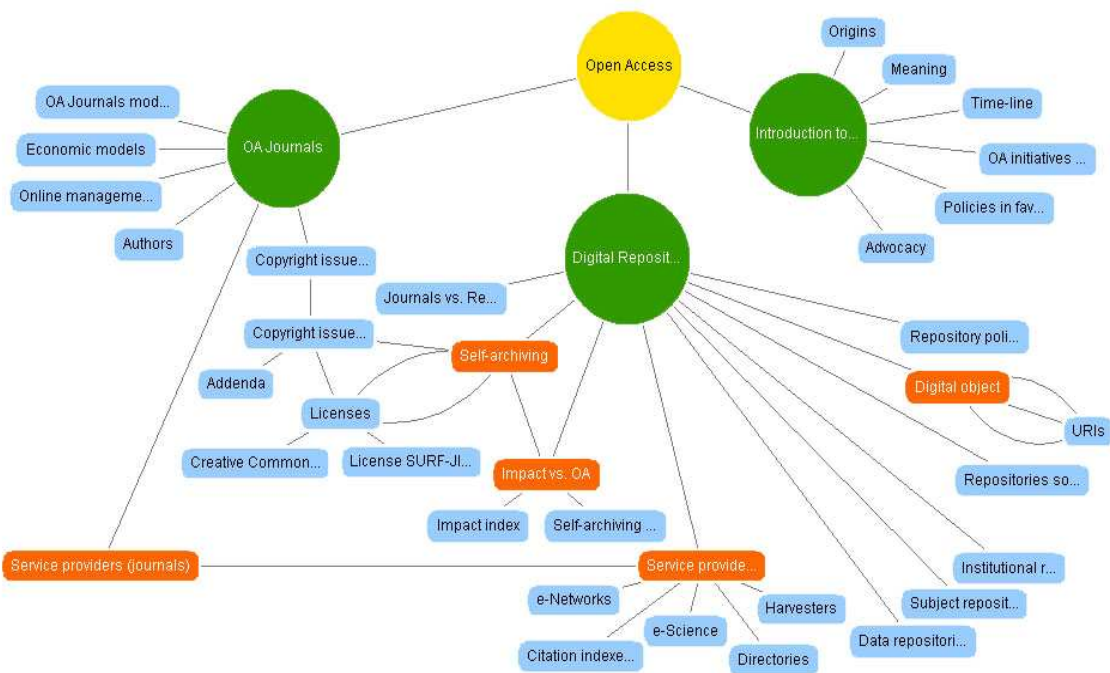 Origins
Open Access
Meaning
OA Journals mod...
Time-line
Introduction to...
OA Journals
Economic models
OA initiatives ...
Online manageme...
Policies in fav...
Authors
Advocacy
Copyright issue...
Digital Reposit...
Journals vs. Re...
Copyright issue...
Repository poli...
Self-archiving
Addenda
Digital object
Licenses
URIs
Creative Common...
License SURF-JI...
Impact vs. OA
Repositories so...
Impact index
Self-archiving ...
Service providers (journals)
Service provide...
Institutional r...
e-Networks
Harvesters
Subject reposit...
e-Science
Data repositori...
Citation indexe...
Directories